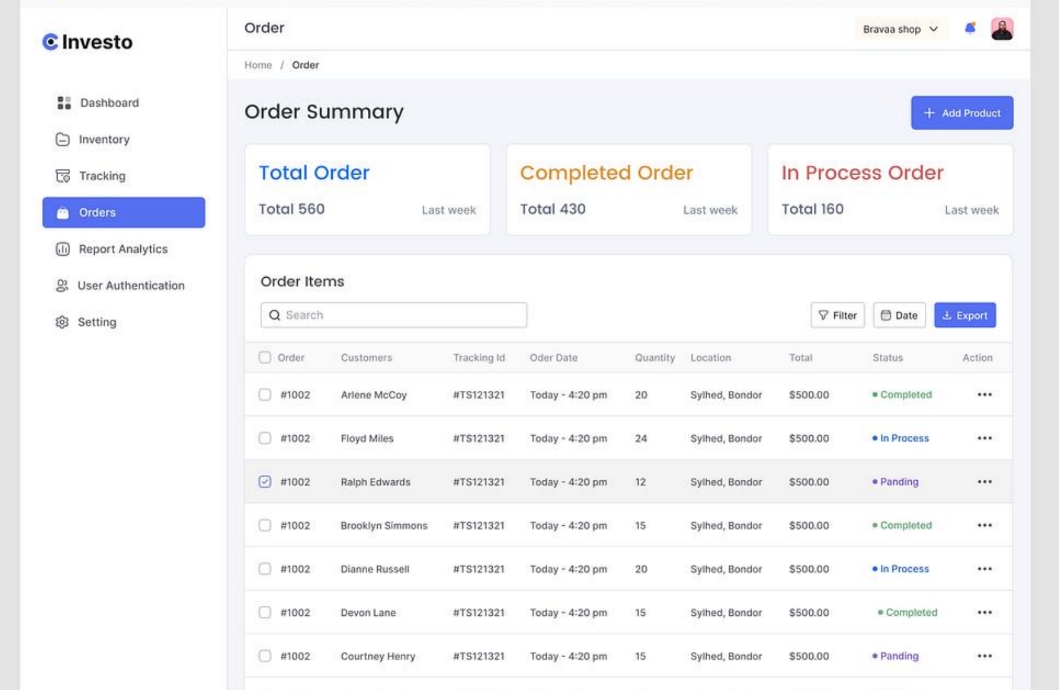 Investo
Order
Bravaa shop
Home / Order
Dashboard
Inventory
Tracking
Orders
Report Analytics
User Authentication
Setting
Order Summary
+ Add Product
Total Order
Total 560 Last week
Completed Order
Total 430 Last week
In Process Order
Total 160 Last week
Order Items
Search
Filter Date Export
Order Customers Tracking Id Oder Date Quantity Location Total Status Action
#1002 Arlene McCoy #TS121321 Today - 4:20 pm 20 Sylhed, Bondor $500.00 Completed
#1002 Floyd Miles #TS121321 Today - 4:20 pm 24 Sylhed, Bondor $500.00 In Process
#1002 Ralph Edwards #TS121321 Today - 4:20 pm 12 Sylhed, Bondor $500.00 Panding
#1002 Brooklyn Simmons #TS121321 Today - 4:20 pm 15 Sylhed, Bondor $500.00 Completed
#1002 Dianne Russell #TS121321 Today - 4:20 pm 20 Sylhed, Bondor $500.00 In Process
#1002 Devon Lane #TS121321 Today - 4:20 pm 15 Sylhed, Bondor $500.00 Completed
#1002 Courtney Henry #TS121321 Today - 4:20 pm 15 Sylhed, Bondor $500.00 Panding